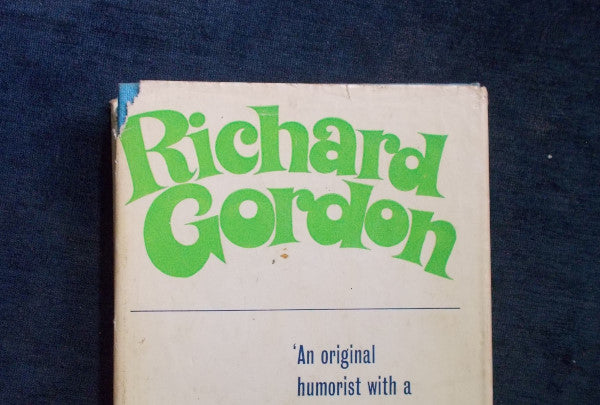 Richard
Gordon
‘An original
humorist with a